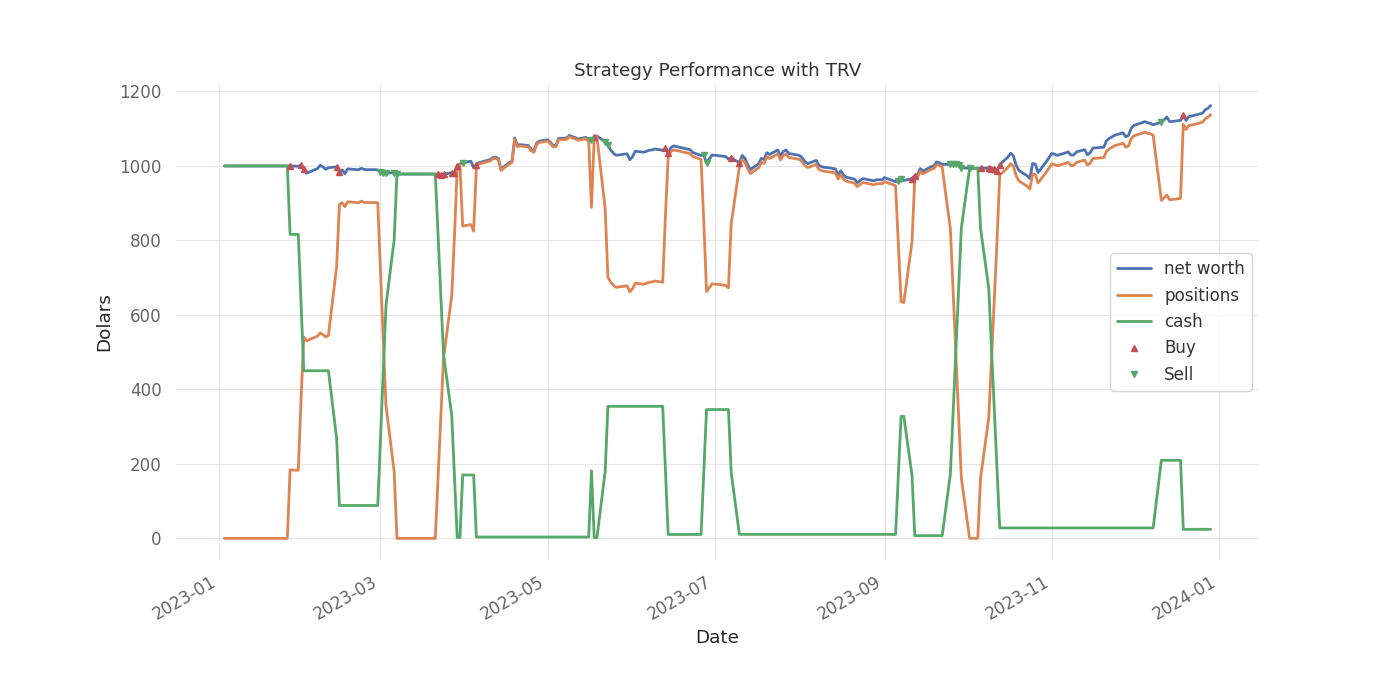 Strategy Performance with TRV
1200
1000
800
600
400
200
0
Dolars
net worth
positions
cash
Buy
Sell
2023-01
2023-03
2023-05
2023-07
2023-09
2023-11
2024-01
Date